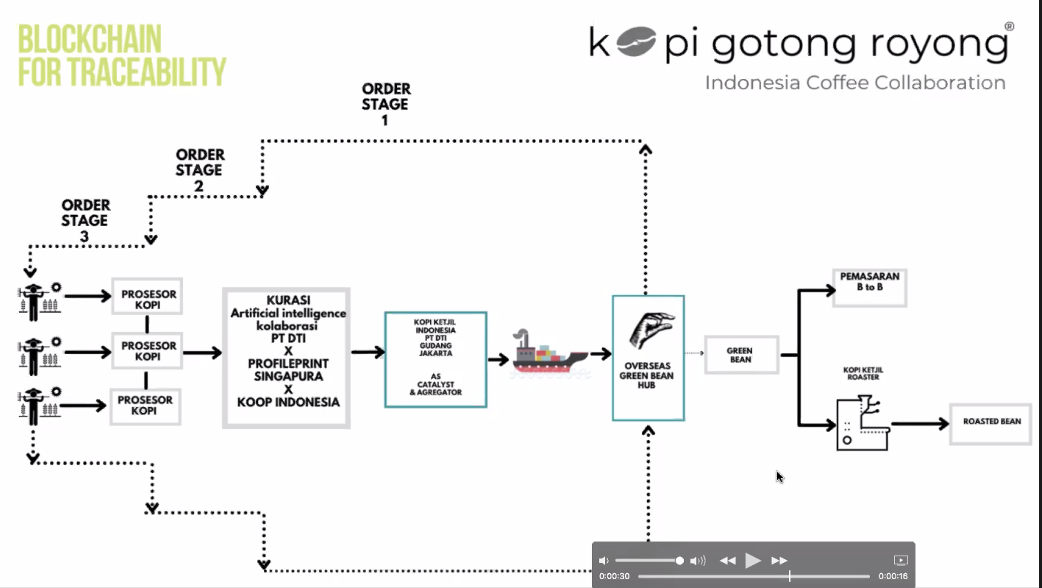 BLOCKCHAIN
FOR TRACEABILITY
kopi gotong royong®
Indonesia Coffee Collaboration
ORDER
STAGE
1
ORDER
STAGE
2
ORDER
STAGE
3
PROSESOR
KOPI
PROSESOR
KOPI
PROSESOR
KOPI
KURASI
Artificial intelligence
kolaborasi
PT DTI
X
PROFILEPRINT
SINGAPURA
X
KOOP INDONESIA
KOPI KETJIL
INDONESIA
PT DTI
GUDANG
JAKARTA
AS
CATALYST
& AGREGATOR
OVERSEAS
GREEN BEAN
HUB
GREEN
BEAN
PEMASARAN
B to B
KOPI KETJIL
ROASTER
ROASTED BEAN
0:00:30
0:00:16